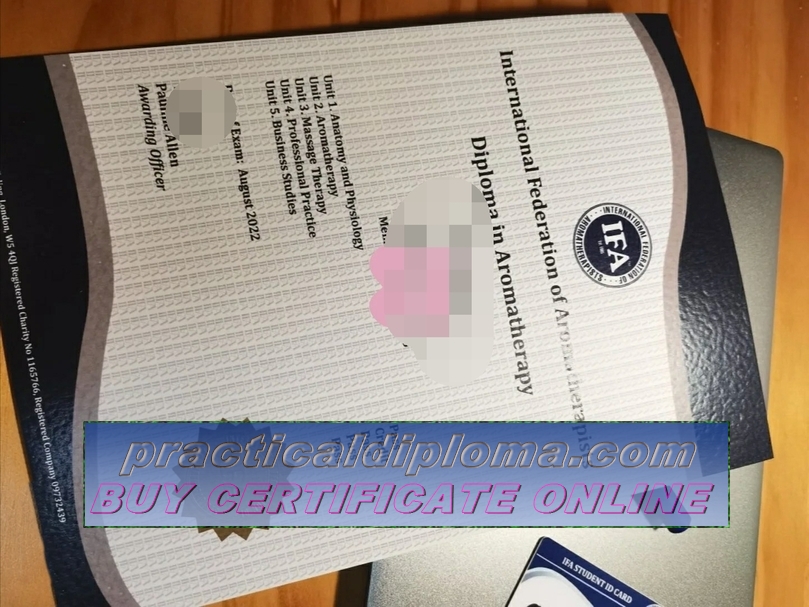 International Federation of Aromatherapists
Diploma in Aromatherapy
INTERNATIONAL FEDERATION OF
AROMATHERAPISTS
IFA
Unit 1. Anatomy and Physiology
Unit 2. Aromatherapy
Unit 3. Massage Therapy
Unit 4. Professional Practice
Unit 5. Business Studies
Exam: August 2022
Allen
Awarding Officer
London, W5 4QJ Registered Charity No 1165766, Registered Company 09732439
practicaldiploma.com
BUY CERTIFICATE ONLINE
IFA STUDENT ID CARD